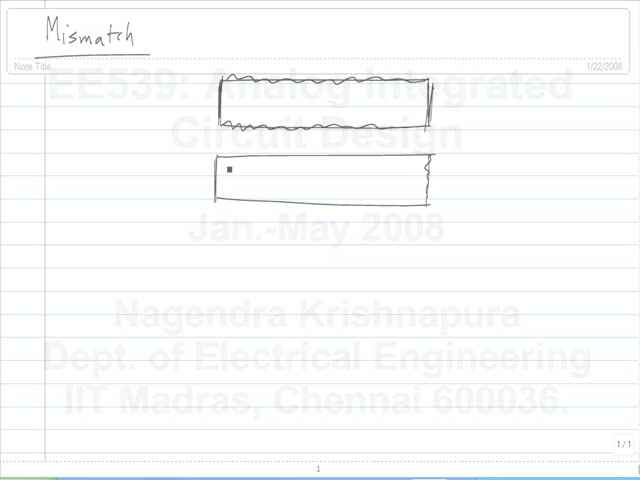 Mismatch
Note Title
1/22/2008
EE539: Analog Integrated
Circuit Design
Jan.-May 2008
Nagendra Krishnapura
Dept. of Electrical Engineering
IIT Madras, Chennai 600036.
1 / 1
1